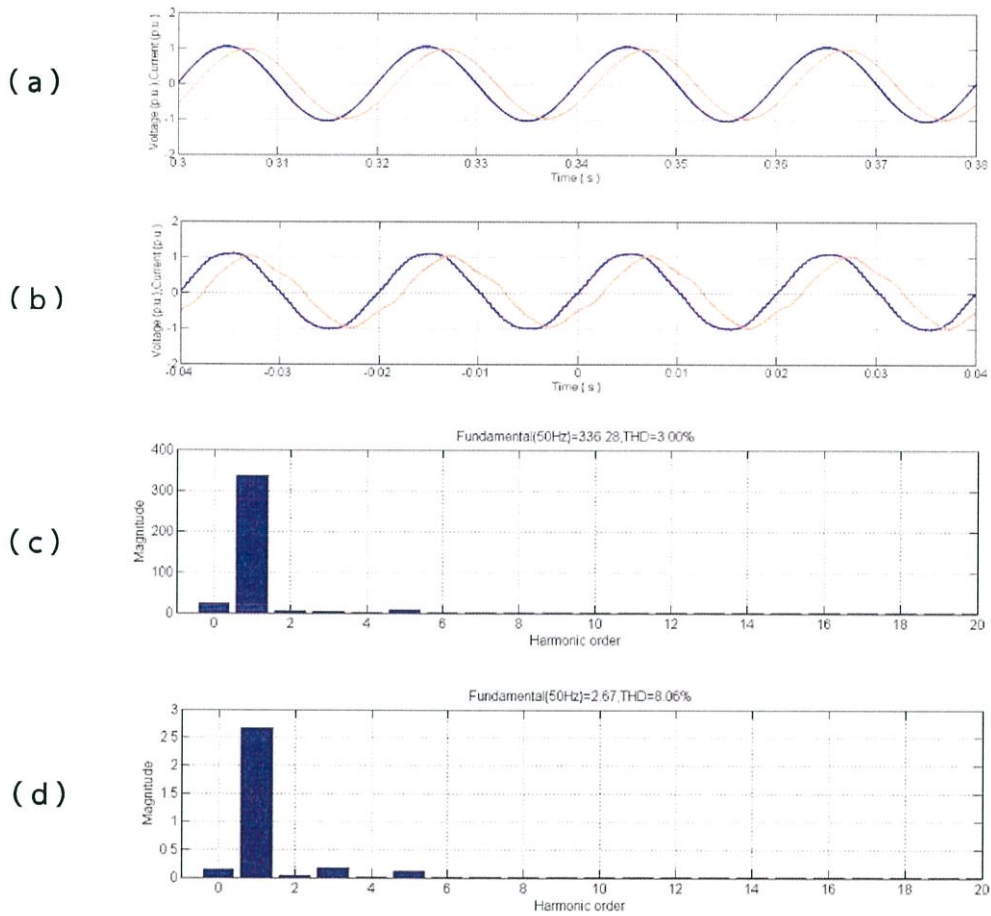 (a)
Voltage (p.u.),Current (p.u.)
2
1
0
-1
2
0.3 0.31 0.32 0.33 0.34 0.35 0.36 0.37 0.38
Time ( s )
(b)
Voltage (p.u.),Current (p.u.)
2
1
0
-1
-2
-0.04 -0.03 -0.02 -0.01 0 0.01 0.02 0.03 0.04
Time ( s )
(c)
Fundamental(50Hz)=336.28,THD=3.00%
Magnitude
400
300
200
100
0
0 2 4 6 8 10 12 14 16 18 20
Harmonic order
(d)
Fundamental(50Hz)=2.67,THD=8.06%
Magnitude
3
2.5
2
1.5
1
0.5
0
0 2 4 6 8 10 12 14 16 18 20
Harmonic order